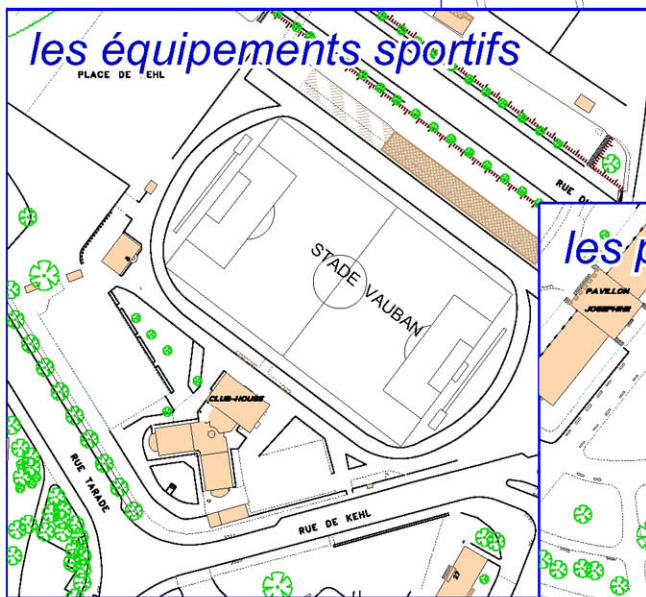 les équipements sportifs
PLACE DE KEHL
RUE DU
STADE VAUBAN
les p
PAVILLON
JOSEPHINE
CLUB-HOUSE
RUE TARADE
RUE DE KEHL